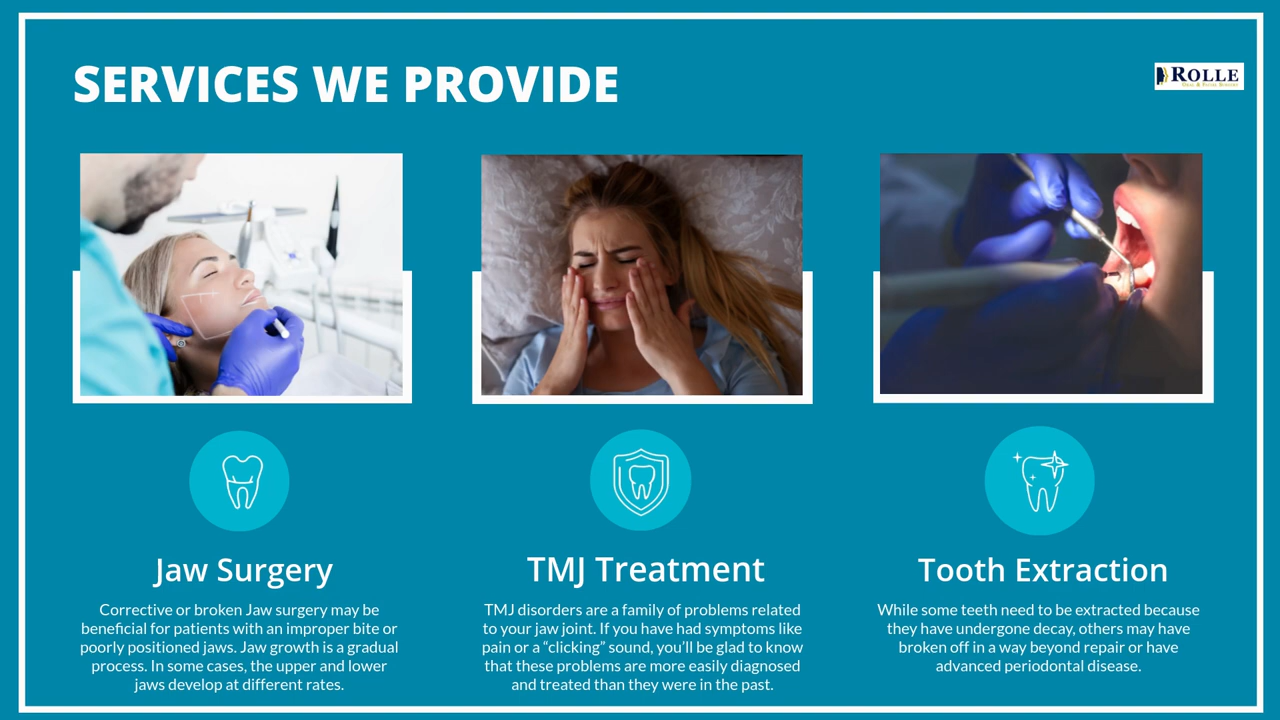 SERVICES WE PROVIDE
ROLLE
Oral & Facial Surgery
Jaw Surgery
Corrective or broken Jaw surgery may be
beneficial for patients with an improper bite or
poorly positioned jaws. Jaw growth is a gradual
process. In some cases, the upper and lower
jaws develop at different rates.
TMJ Treatment
TMJ disorders are a family of problems related
to your jaw joint. If you have had symptoms like
pain or a “clicking” sound, you’ll be glad to know
that these problems are more easily diagnosed
and treated than they were in the past.
Tooth Extraction
While some teeth need to be extracted because
they have undergone decay, others may have
broken off in a way beyond repair or have
advanced periodontal disease.